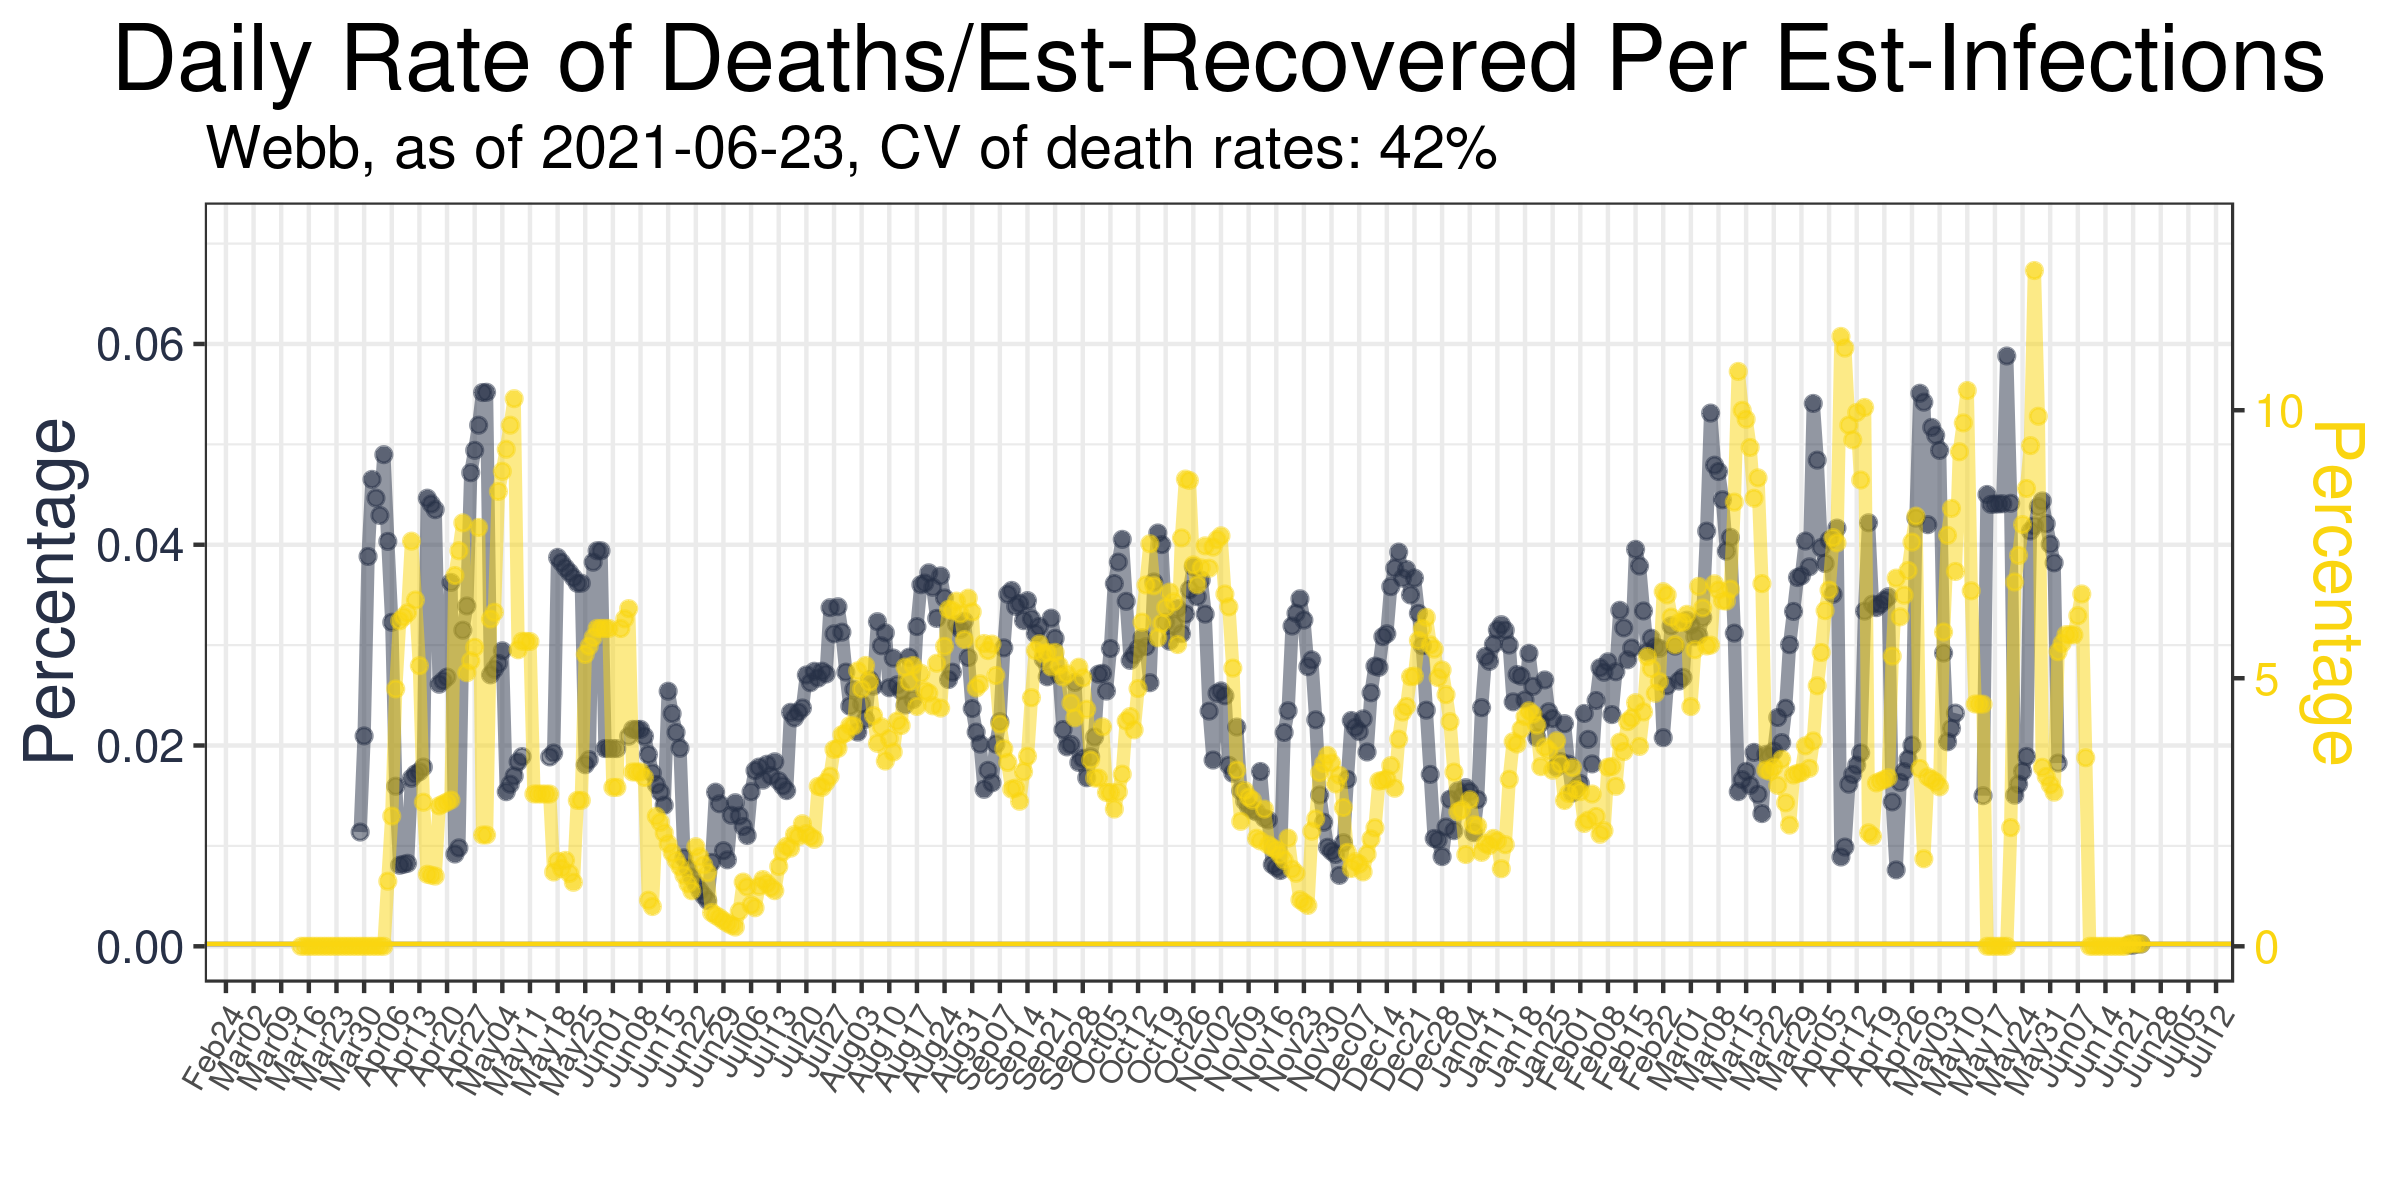 Daily Rate of Deaths/Est-Recovered Per Est-Infections
Webb, as of 2021-06-23, CV of death rates: 42%
Percentage
0.06
0.04
0.02
0.00
10
5
0
Percentage
Feb24
Mar02
Mar09
Mar16
Mar23
Mar30
Apr06
Apr13
Apr20
Apr27
May04
May11
May18
May25
Jun01
Jun08
Jun15
Jun22
Jun29
Jul06
Jul13
Jul20
Jul27
Aug03
Aug10
Aug17
Aug24
Aug31
Sep07
Sep14
Sep21
Sep28
Oct05
Oct12
Oct19
Oct26
Nov02
Nov09
Nov16
Nov23
Nov30
Dec07
Dec14
Dec21
Dec28
Jan04
Jan11
Jan18
Jan25
Feb01
Feb08
Feb15
Feb22
Mar01
Mar08
Mar15
Mar22
Mar29
Apr05
Apr12
Apr19
Apr26
May03
May10
May17
May24
May31
Jun07
Jun14
Jun21
Jun28
Jul05
Jul12